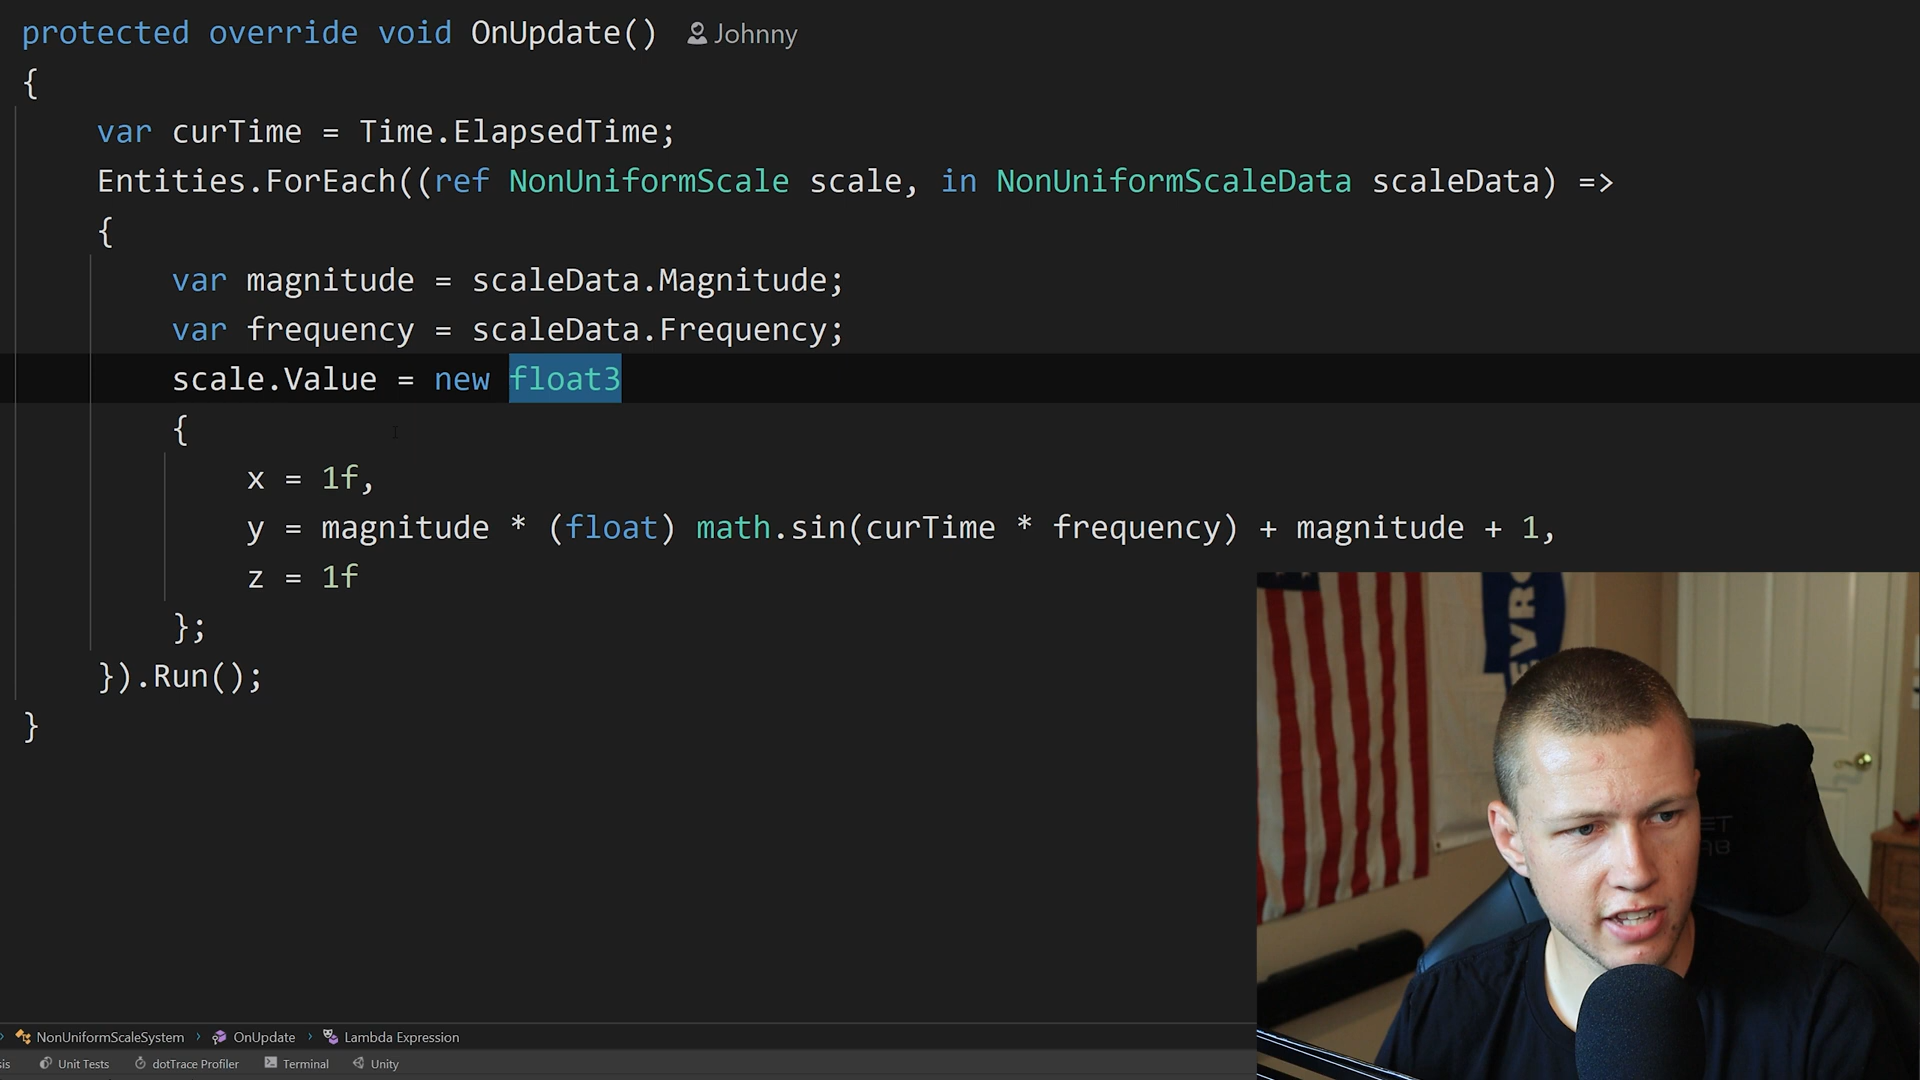 protected override void OnUpdate() Johnny
{
var curTime = Time.ElapsedTime;
Entities.ForEach((ref NonUniformScale scale, in NonUniformScaleData scaleData) =>
{
var magnitude = scaleData.Magnitude;
var frequency = scaleData.Frequency;
scale.Value = new float3
{
x = 1f,
y = magnitude * (float) math.sin(curTime * frequency) + magnitude + 1,
z = 1f
};
}).Run();
}
EVRO
NonUniformScaleSystem › OnUpdate › Lambda Expression
sis Unit Tests dotTrace Profiler Terminal Unity